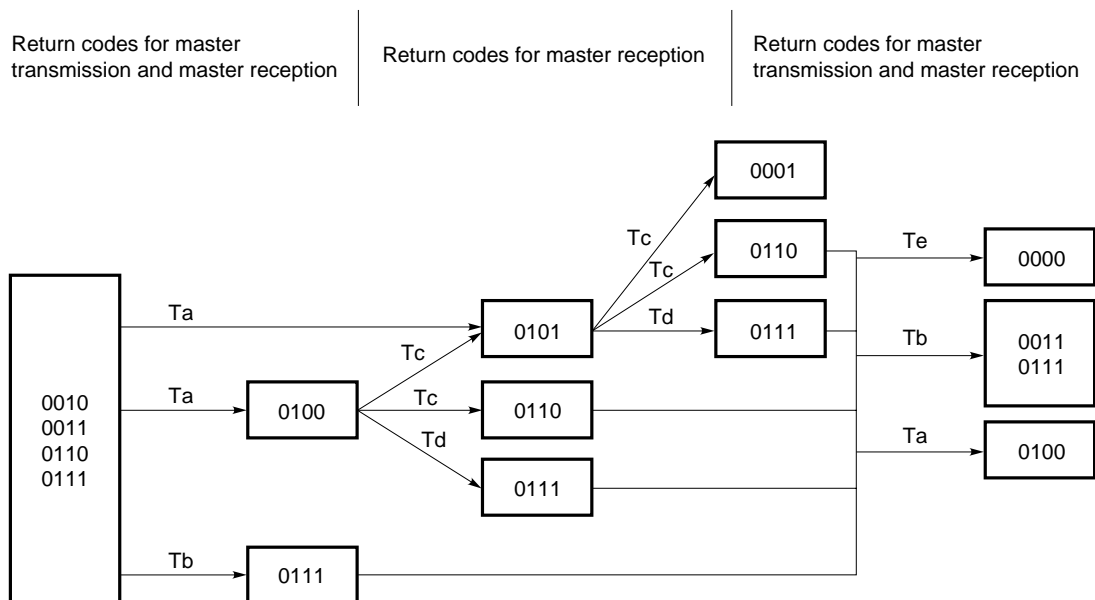 Return codes for master
transmission and master reception
Return codes for master reception
Return codes for master
transmission and master reception
0001
Tc
0110
Te
0000
Tc
Ta
0101
Td
0111
0011
0111
Tb
Tc
0010
0011
0110
0111
Ta
0100
Tc
0110
Ta
0100
Td
0111
Tb
0111